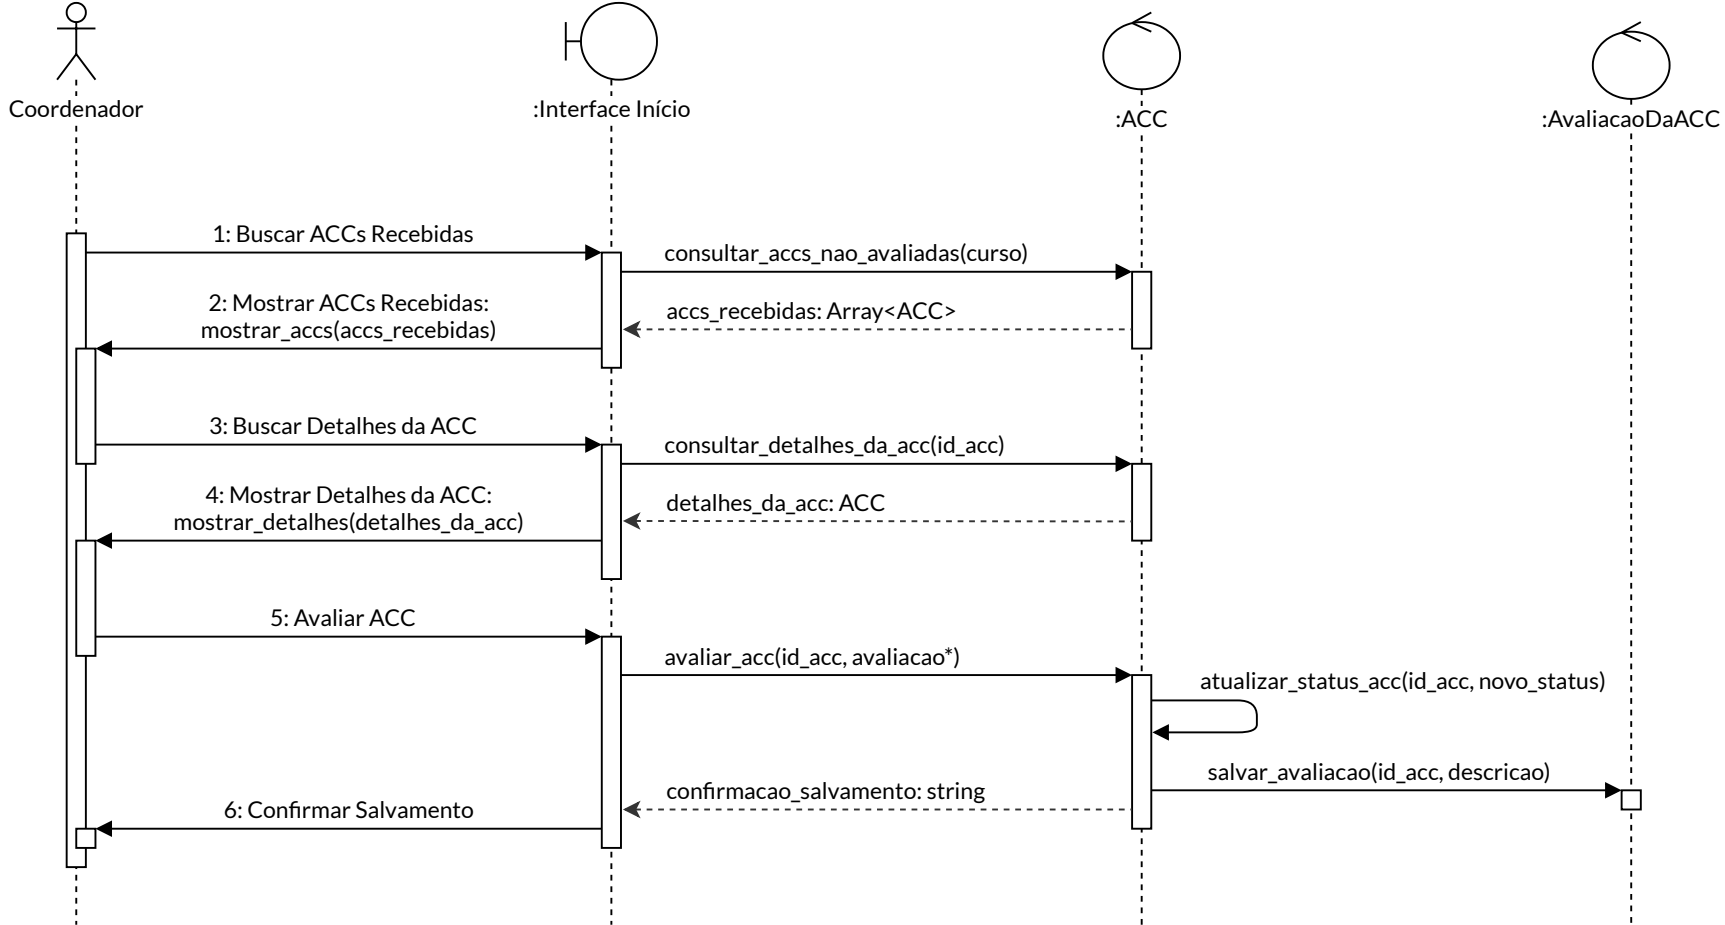 Coordenador
:Interface Início
:ACC
:AvaliacaoDaACC
1: Buscar ACCs Recebidas
consultar_accs_nao_avaliadas(curso)
2: Mostrar ACCs Recebidas:
mostrar_accs(accs_recebidas)
accs_recebidas: Array<ACC>
3: Buscar Detalhes da ACC
consultar_detalhes_da_acc(id_acc)
4: Mostrar Detalhes da ACC:
mostrar_detalhes(detalhes_da_acc)
detalhes_da_acc: ACC
5: Avaliar ACC
avaliar_acc(id_acc, avaliacao*)
atualizar_status_acc(id_acc, novo_status)
salvar_avaliacao(id_acc, descricao)
confirmacao_salvamento: string
6: Confirmar Salvamento